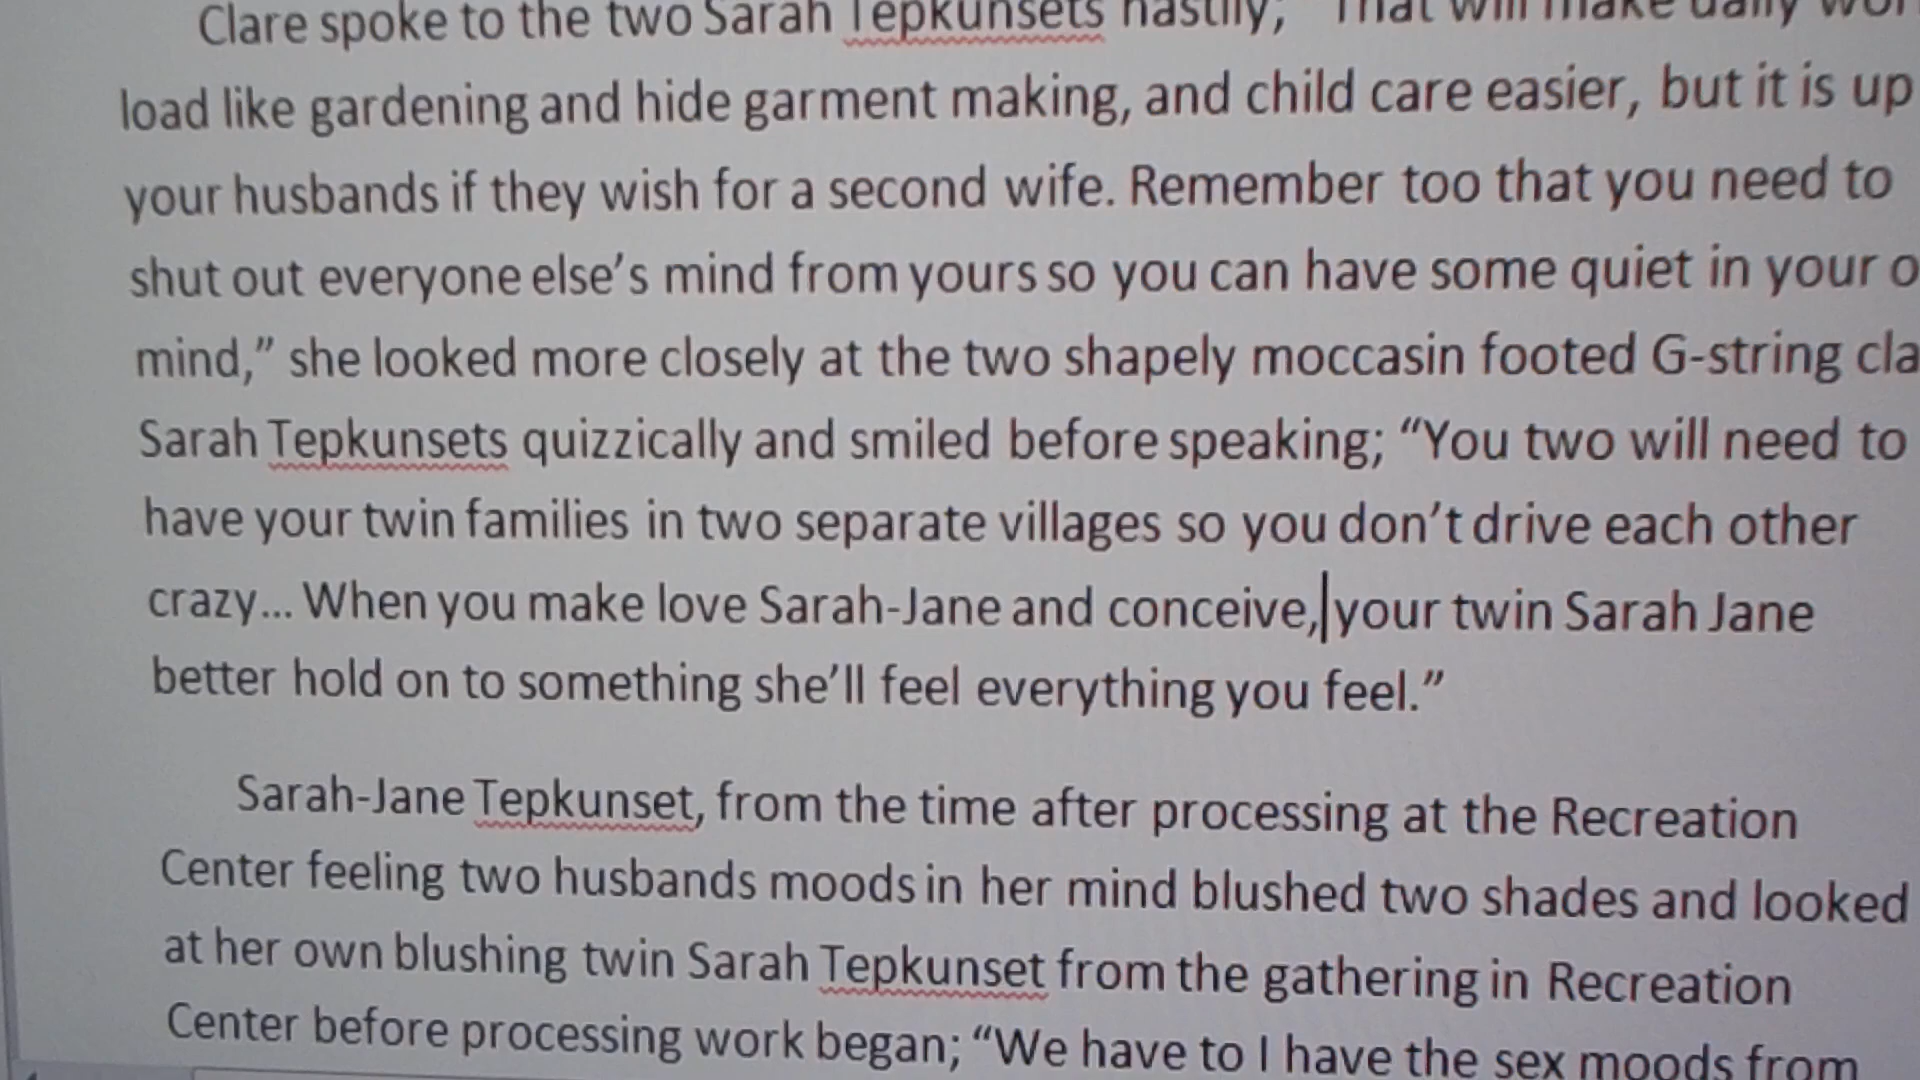 Clare spoke to the two Sarah Tepkunsets hastily; "That will make daily
load like gardening and hide garment making, and child care easier, but it is up
your husbands if they wish for a second wife. Remember too that you need to
shut out everyone else's mind from yours so you can have some quiet in your
mind," she looked more closely at the two shapely moccasin footed G-string
Sarah Tepkunsets quizzically and smiled before speaking; "You two will need to
have your twin families in two separate villages so you don't drive each other
crazy... When you make love Sarah-Jane and conceive, your twin Sarah Jane
better hold on to something she'll feel everything you feel."
Sarah-Jane Tepkunset, from the time after processing at the Recreation
Center feeling two husbands moods in her mind blushed two shades and looked
at her own blushing twin Sarah Tepkunset from the gathering in Recreation
Center before processing work began; "We have to I have the sex moods from